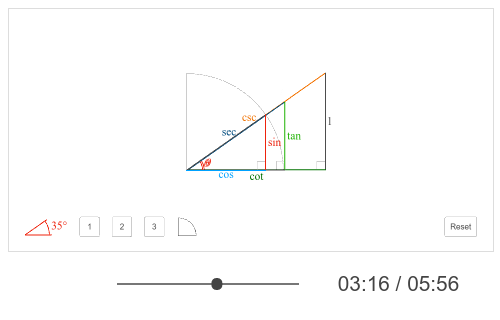 csc
sec
sin
tan
1
θ
cos
cot
35°
1
2
3
Reset
03:16 / 05:56